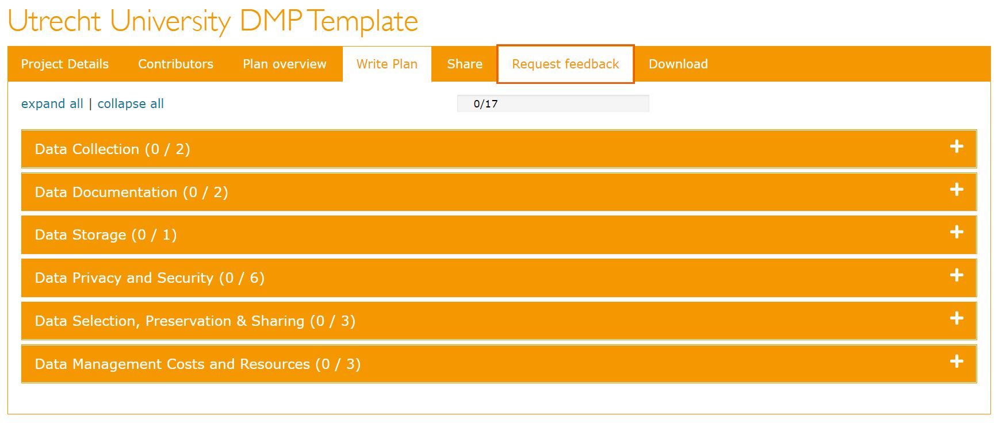 Utrecht University DMP Template
Project Details Contributors Plan overview Write Plan Share Request feedback Download
expand all | collapse all 0/17
Data Collection (0 / 2)
Data Documentation (0 / 2)
Data Storage (0 / 1)
Data Privacy and Security (0 / 6)
Data Selection, Preservation & Sharing (0 / 3)
Data Management Costs and Resources (0 / 3)